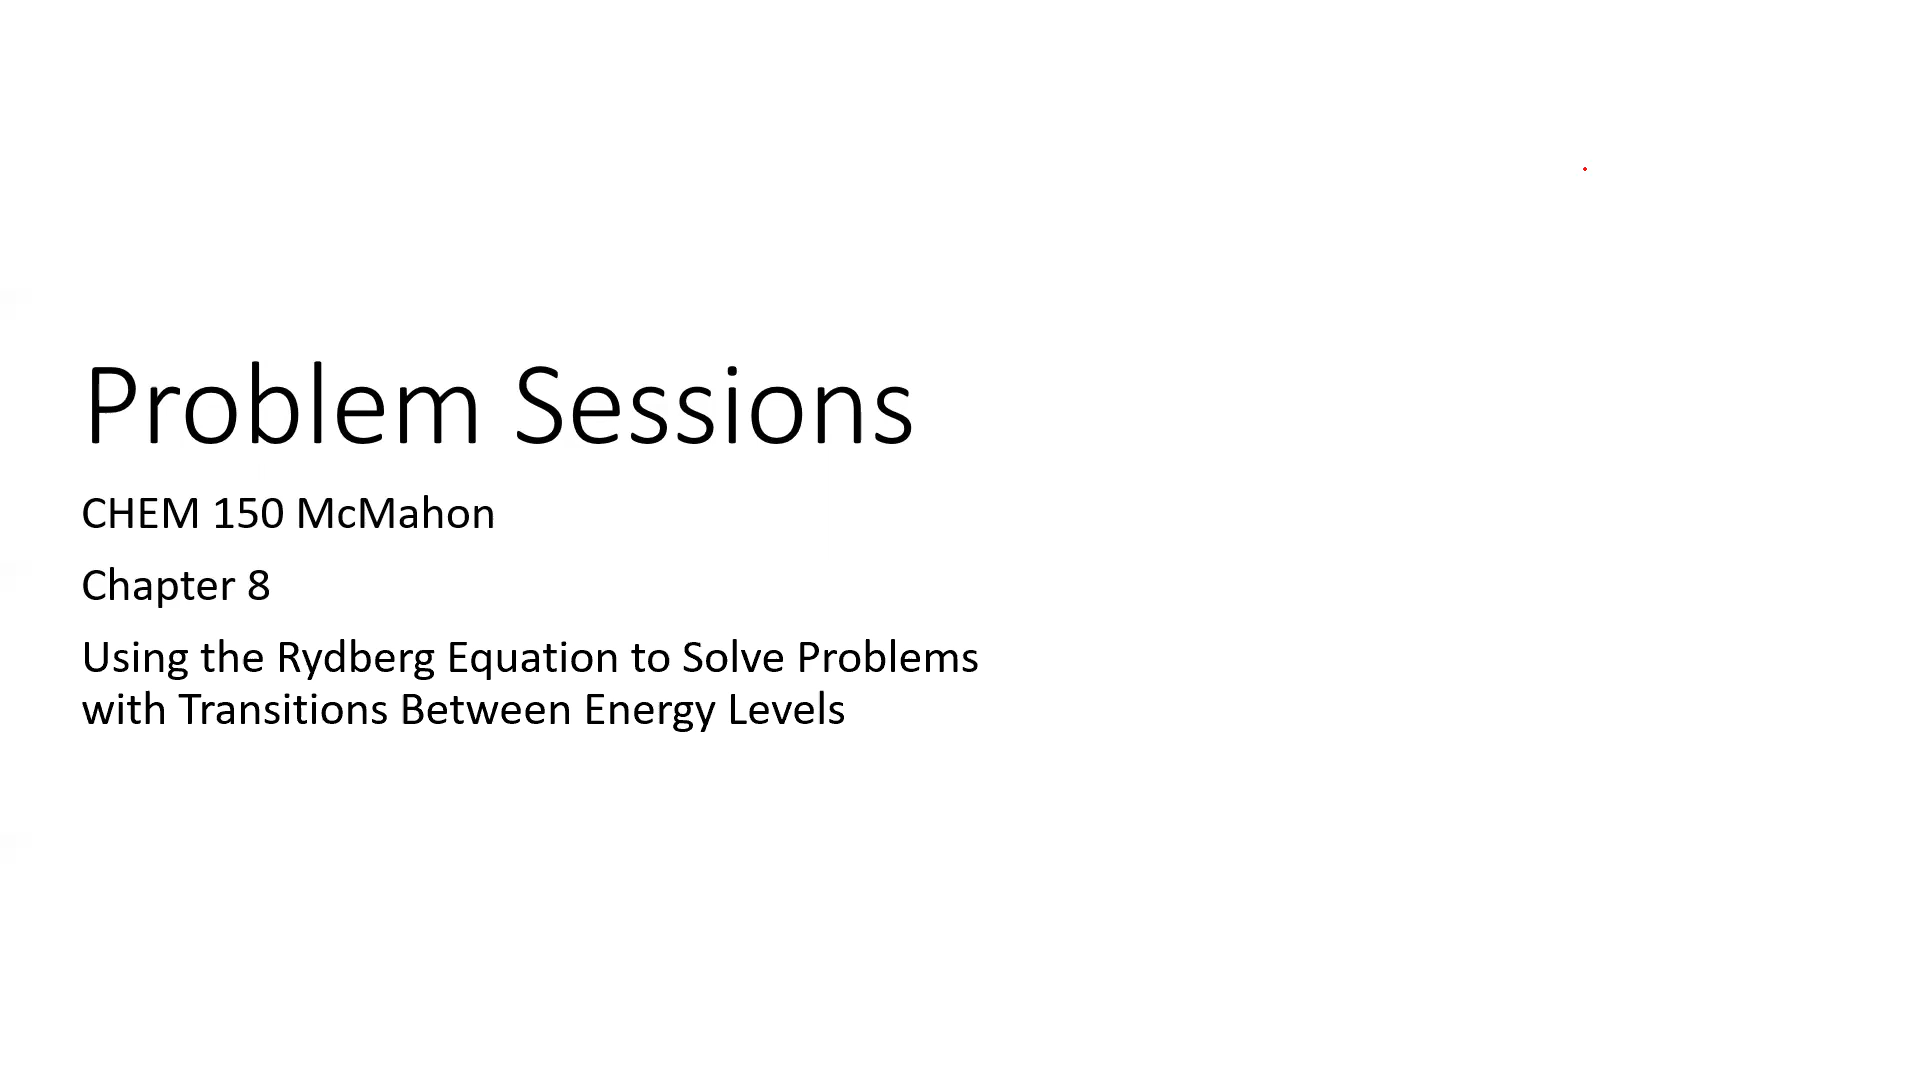 Problem Sessions
CHEM 150 McMahon
Chapter 8
Using the Rydberg Equation to Solve Problems
with Transitions Between Energy Levels